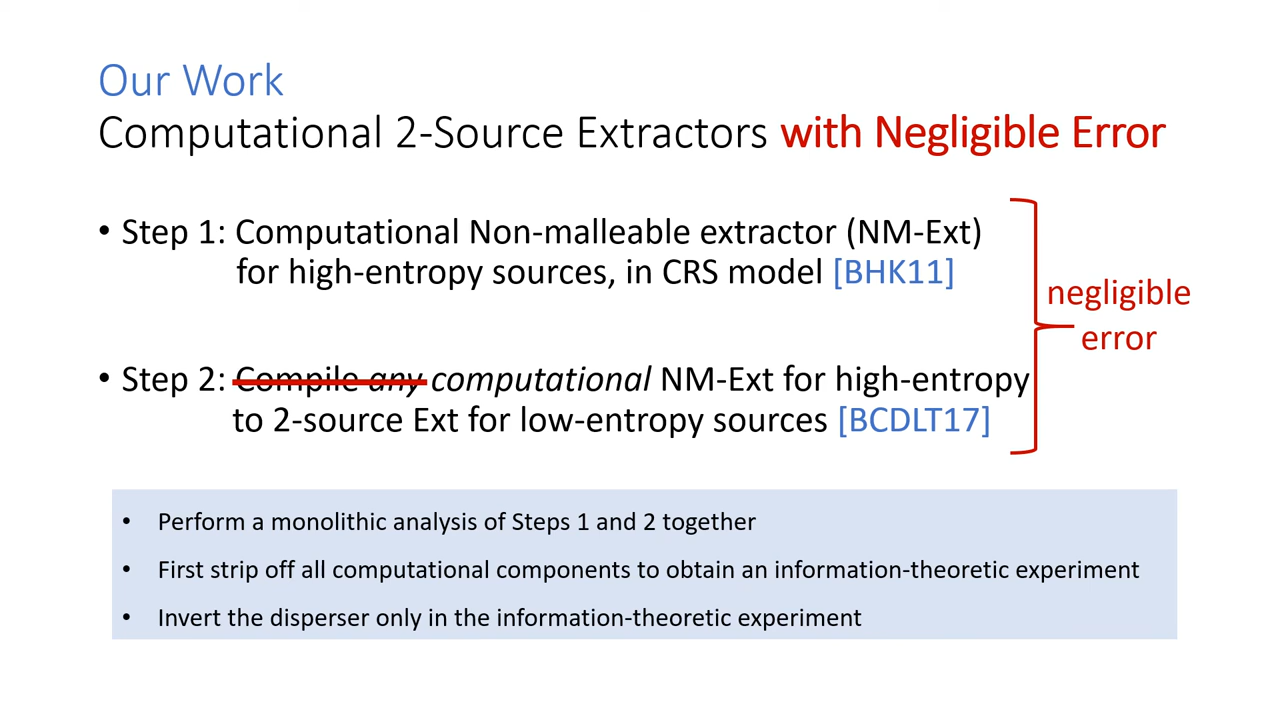 Our Work
Computational 2-Source Extractors with Negligible Error
• Step 1: Computational Non-malleable extractor (NM-Ext)
for high-entropy sources, in CRS model [BHK11]
negligible
error
• Step 2: Compile any computational NM-Ext for high-entropy
to 2-source Ext for low-entropy sources [BCDLT17]
• Perform a monolithic analysis of Steps 1 and 2 together
• First strip off all computational components to obtain an information-theoretic experiment
• Invert the disperser only in the information-theoretic experiment